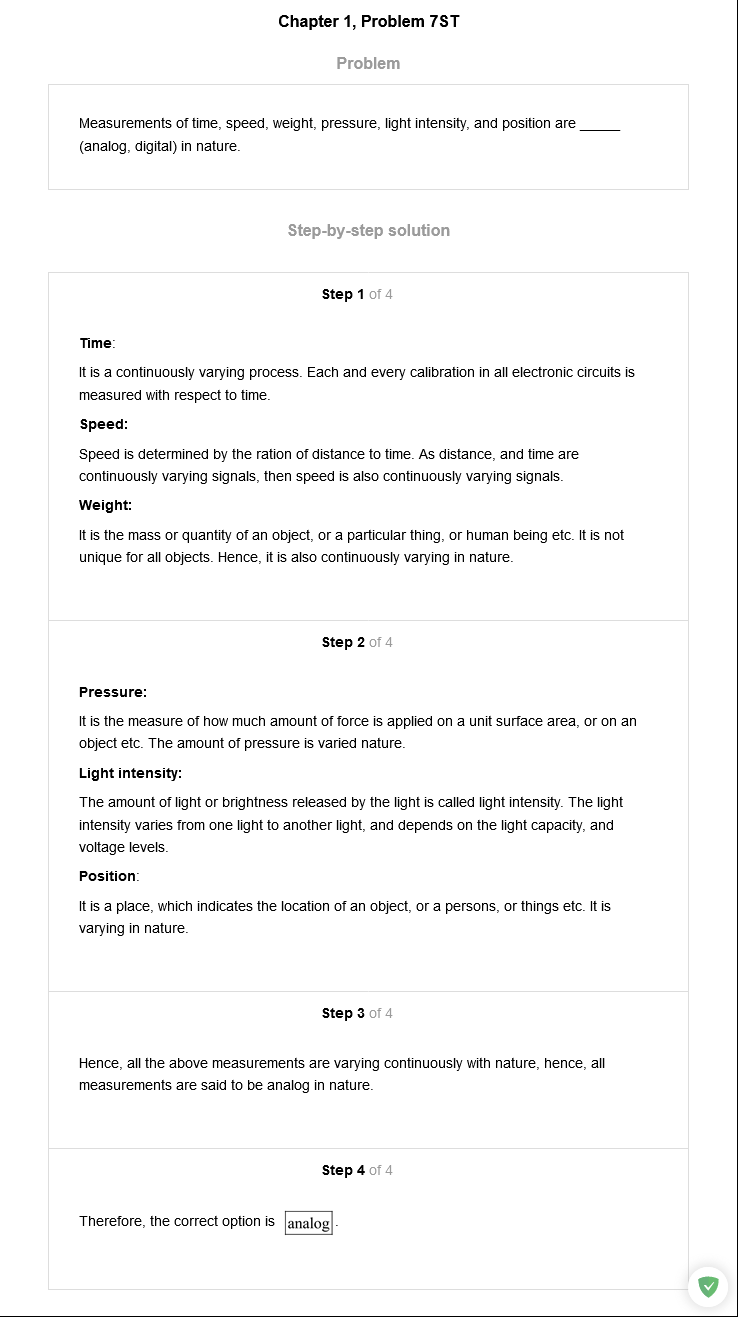 Chapter 1, Problem 7ST
Problem
Measurements of time, speed, weight, pressure, light intensity, and position are _____
(analog, digital) in nature.
Step-by-step solution
Step 1 of 4
Time:
It is a continuously varying process. Each and every calibration in all electronic circuits is
measured with respect to time.
Speed:
Speed is determined by the ration of distance to time. As distance, and time are
continuously varying signals, then speed is also continuously varying signals.
Weight:
It is the mass or quantity of an object, or a particular thing, or human being etc. It is not
unique for all objects. Hence, it is also continuously varying in nature.
Step 2 of 4
Pressure:
It is the measure of how much amount of force is applied on a unit surface area, or on an
object etc. The amount of pressure is varied nature.
Light intensity:
The amount of light or brightness released by the light is called light intensity. The light
intensity varies from one light to another light, and depends on the light capacity, and
voltage levels.
Position:
It is a place, which indicates the location of an object, or a persons, or things etc. It is
varying in nature.
Step 3 of 4
Hence, all the above measurements are varying continuously with nature, hence, all
measurements are said to be analog in nature.
Step 4 of 4
Therefore, the correct option is analog.